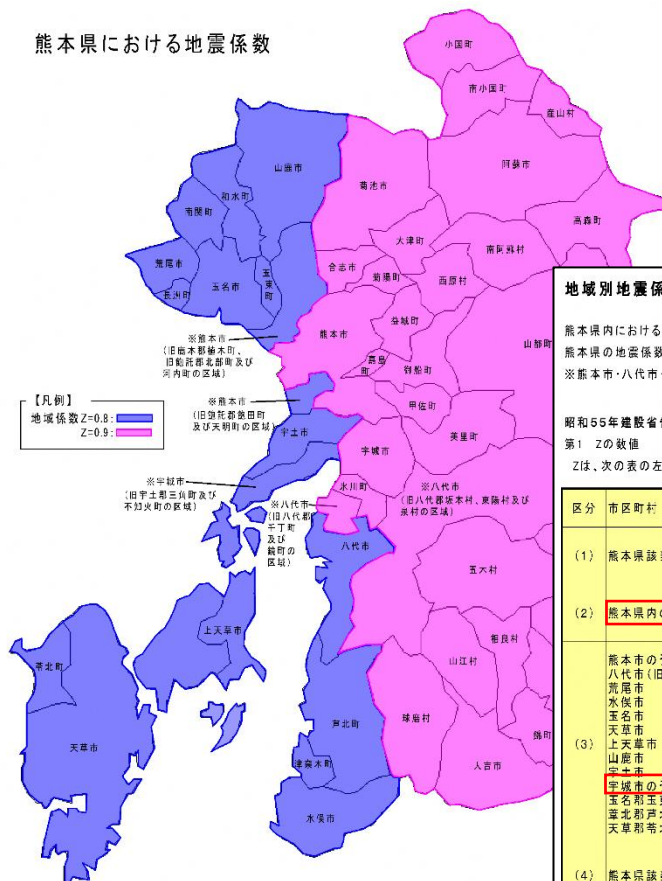 熊本県における地震係数
小国町
南小国町
産山村
山鹿市
阿蘇市
和水町
菊池市
南関町
高森町
大津町
荒尾市
玉名市
玉東町
合志市
菊陽町
西原村
南阿蘇村
長洲町
※熊本市
(旧鹿本郡植木町、
旧飽託郡北部町及び
河内町の区域)
熊本市
益城町
山都町
嘉島町
御船町
甲佐町
【凡例】
地域係数Z=0.8:
Z=0.9:
※熊本市
(旧飽託郡飽田町
及び天明町の区域)
宇土市
美里町
宇城市
※宇城市
(旧宇土郡三角町及び
不知火町の区域)
氷川町
※八代市
(旧八代郡坂本村、東陽村及び
泉村の区域)
※八代市
(旧八代郡
千丁町
及び
鏡町の
区域)
八代市
五木村
上天草市
相良村
山江村
苓北町
天草市
芦北町
球磨村
錦町
津奈木町
人吉市
水俣市
地域別地震係
熊本県内における
熊本県の地震係数
※熊本市・八代市・
昭和55年建設省
第1 Zの数値
Zは、次の表の左
区分 市区町村
(1) 熊本県該
(2) 熊本県内の
(3)
熊本市の
八代市(旧
荒尾市
水俣市
玉名市
天草市
上天草市
山鹿市
宇土市
宇城市の
玉名郡玉
葦北郡芦
天草郡苓
(4) 熊本県該